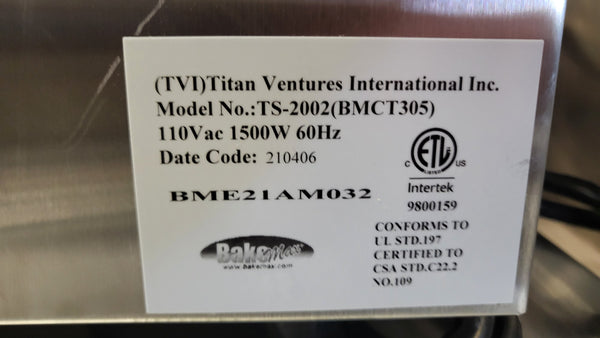 (TVI)Titan Ventures International Inc.
Model No.:TS-2002(BMCT305)
110Vac 1500W 60Hz
Date Code: 210406
BME21AM032
C ETL US
LISTED
Intertek
9800159
CONFORMS TO
UL STD.197
CERTIFIED TO
CSA STD.C22.2
NO.109
BakeMax
www.bakemax.com